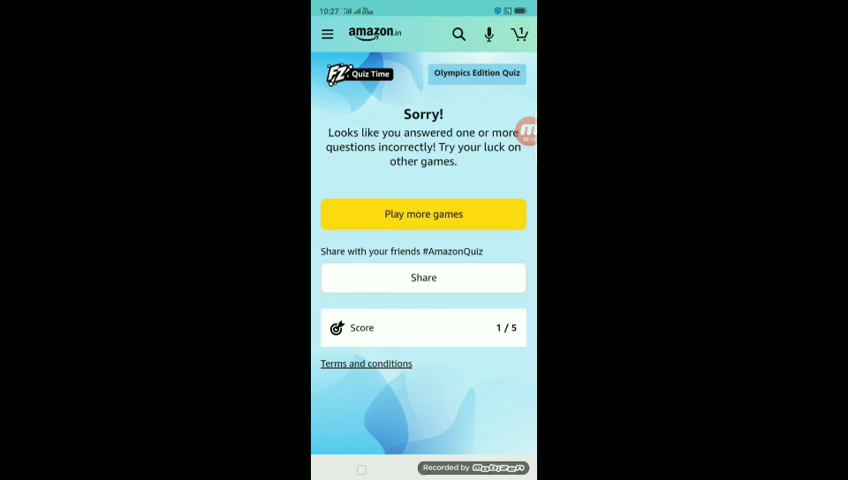 10:27
amazon.in
1
FZ Quiz Time
Olympics Edition Quiz
Sorry!
Looks like you answered one or more
questions incorrectly! Try your luck on
other games.
Play more games
Share with your friends #AmazonQuiz
Share
Score 1 / 5
Terms and conditions
Recorded by mobizen